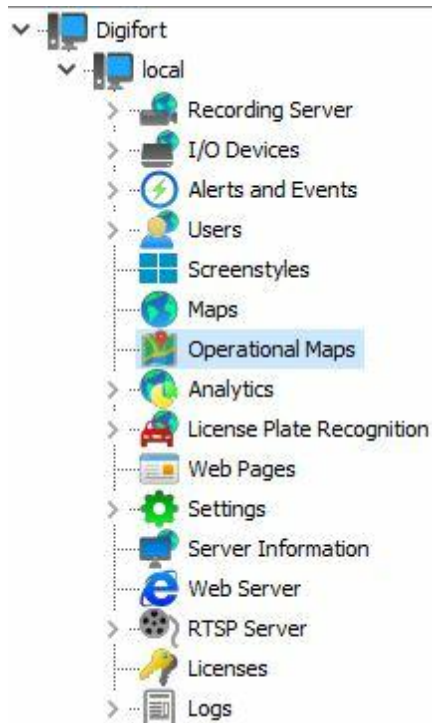 Digifort
local
Recording Server
I/O Devices
Alerts and Events
Users
Screenstyles
Maps
Operational Maps
Analytics
License Plate Recognition
Web Pages
Settings
Server Information
Web Server
RTSP Server
Licenses
Logs